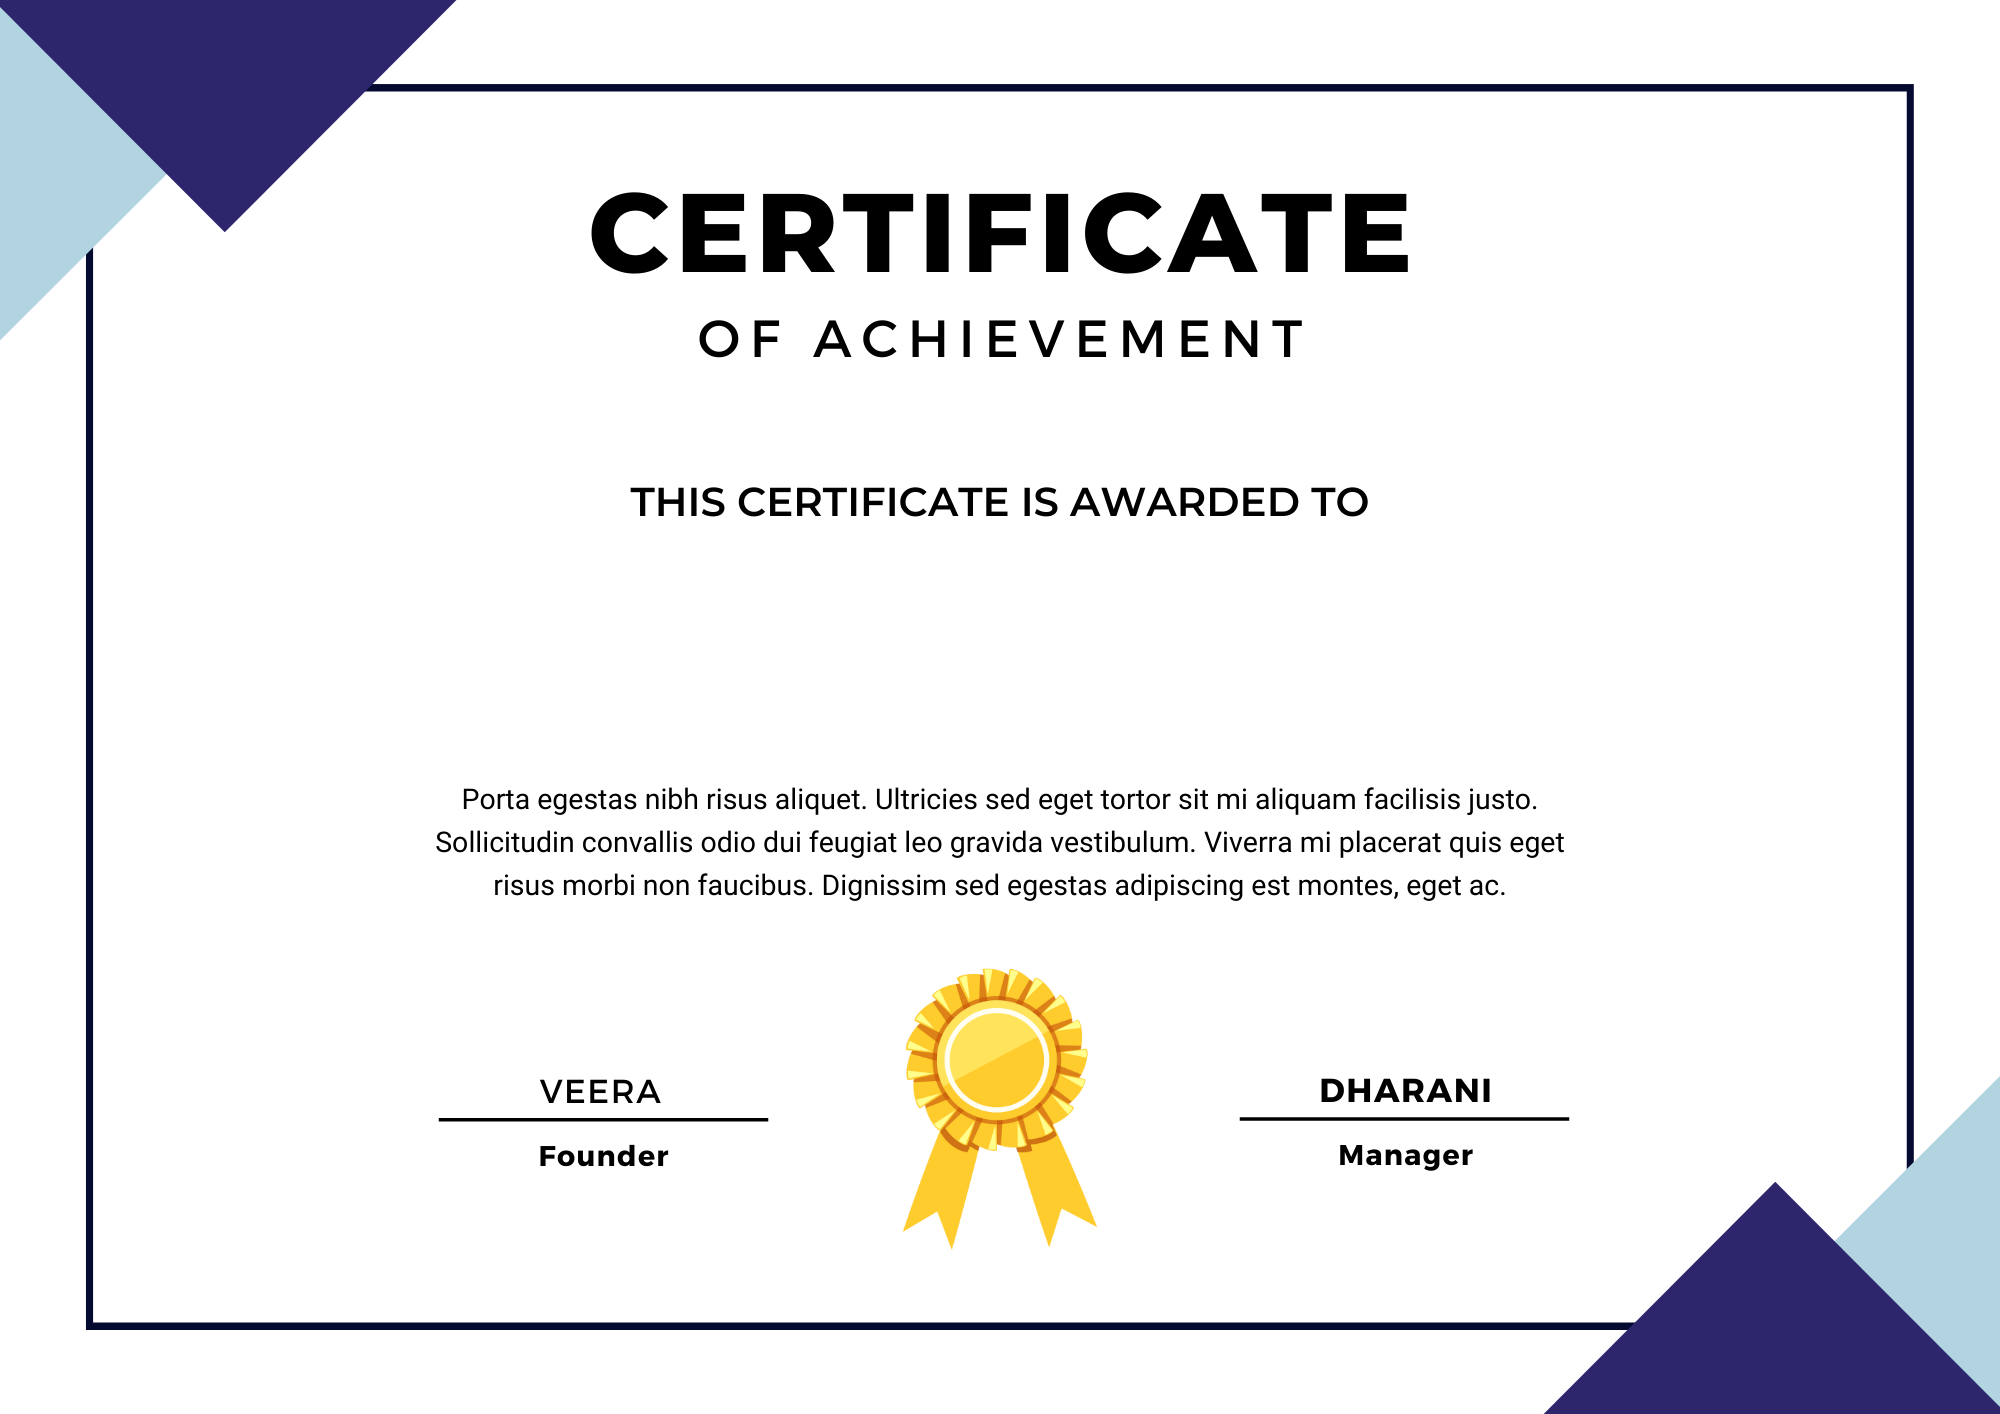 CERTIFICATE
OF ACHIEVEMENT
THIS CERTIFICATE IS AWARDED TO
Porta egestas nibh risus aliquet. Ultricies sed eget tortor sit mi aliquam facilisis justo.
Sollicitudin convallis odio dui feugiat leo gravida vestibulum. Viverra mi placerat quis eget
risus morbi non faucibus. Dignissim sed egestas adipiscing est montes, eget ac.
VEERA
Founder
DHARANI
Manager